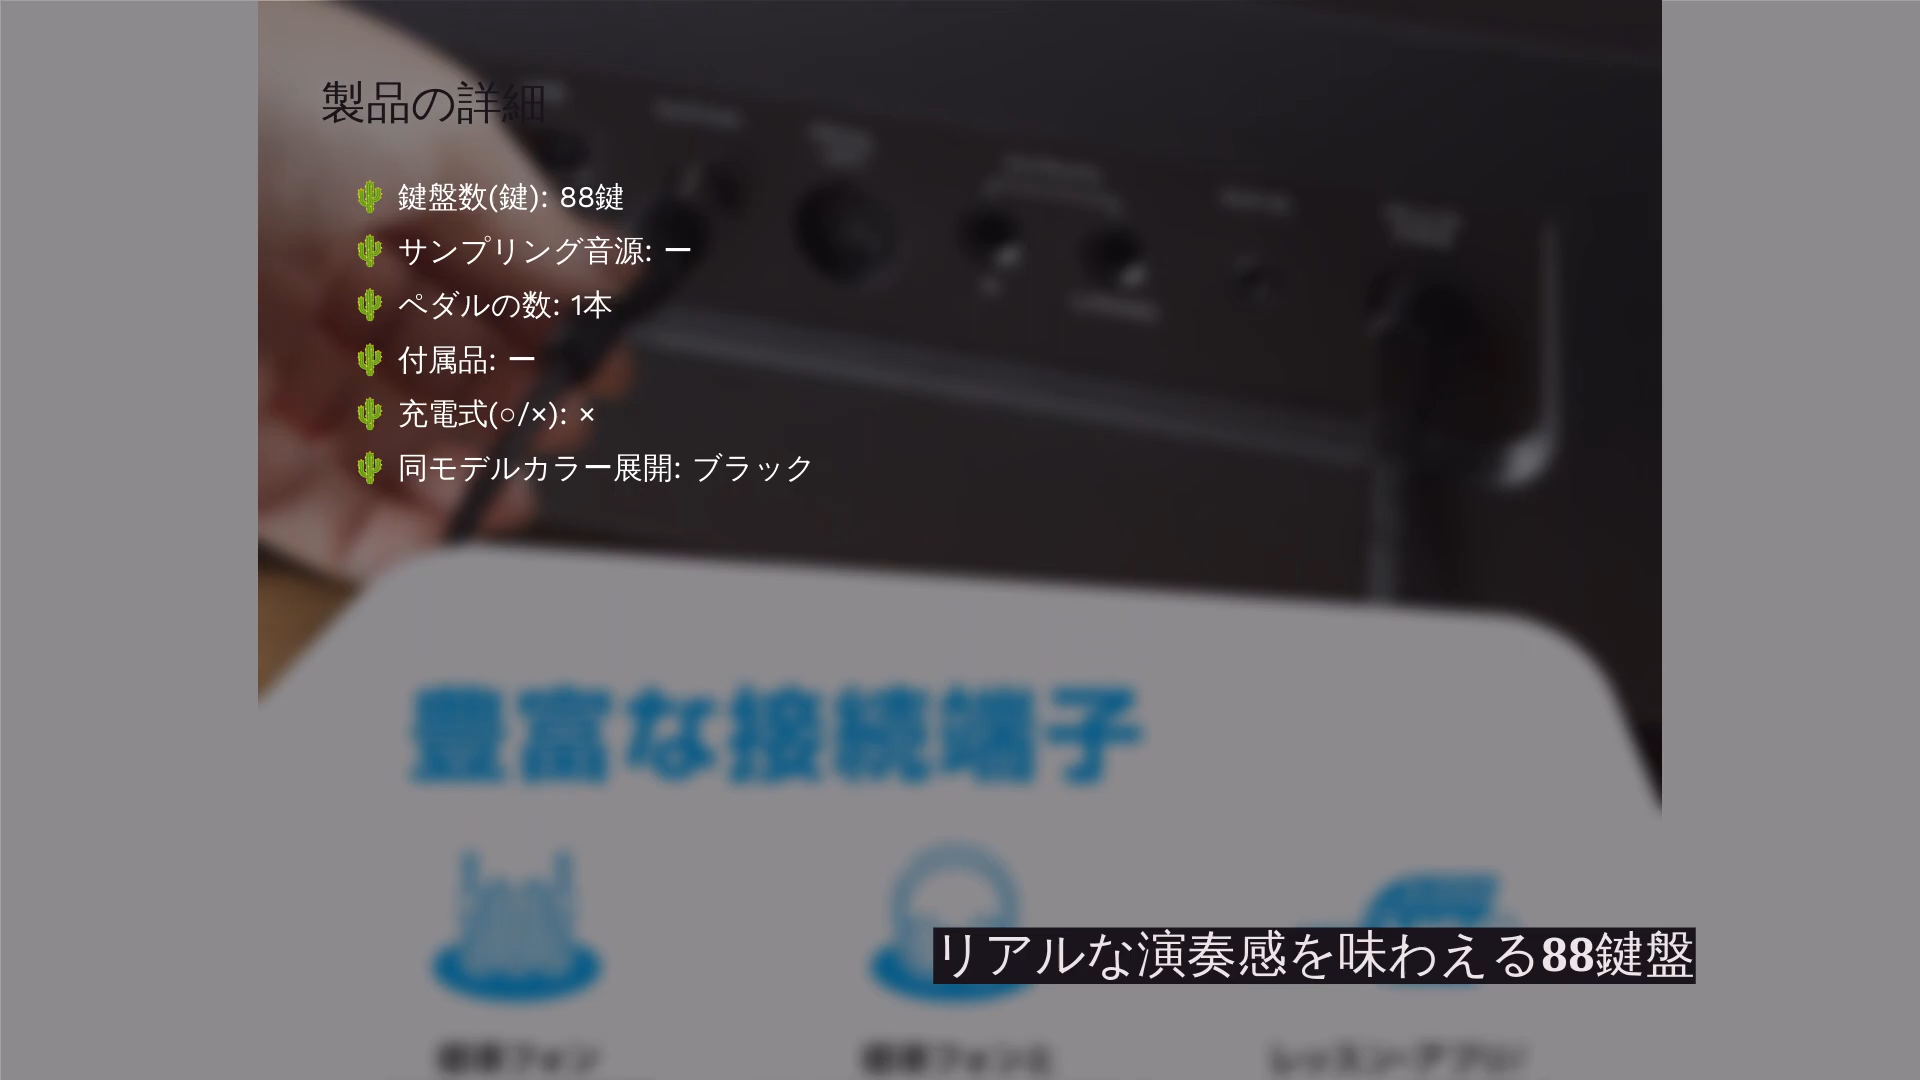 製品の詳細
鍵盤数(鍵): 88鍵
サンプリング音源: ー
ペダルの数: 1本
付属品: ー
充電式(○/×): ×
同モデルカラー展開: ブラック
豊富な接続端子
リアルな演奏感を味わえる88鍵盤